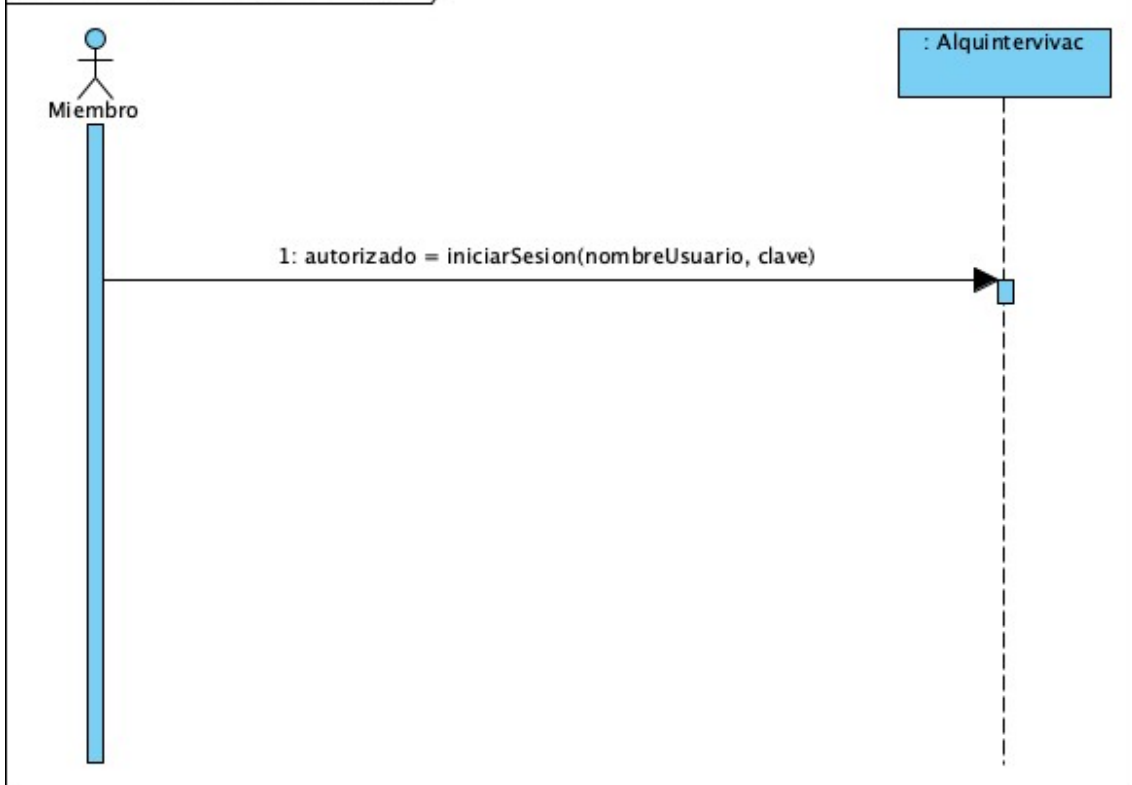 : Alquintervivac
Miembro
1: autorizado = iniciarSesion(nombreUsuario, clave)